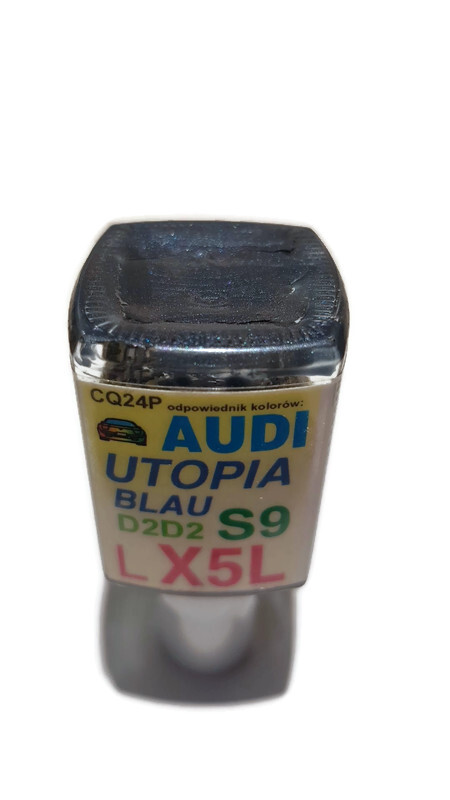 CQ24P odpowiednik kolorów:
AUDI
UTOPIA
BLAU
D2D2 S9
L X5L